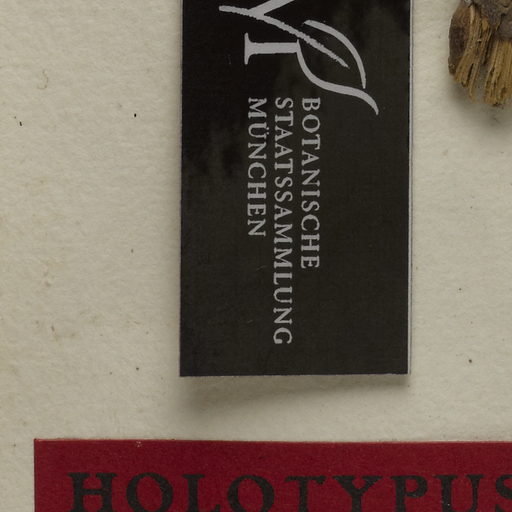 BOTANISCHE
STAATSSAMMLUNG
MÜNCHEN
HOLOTYPUS